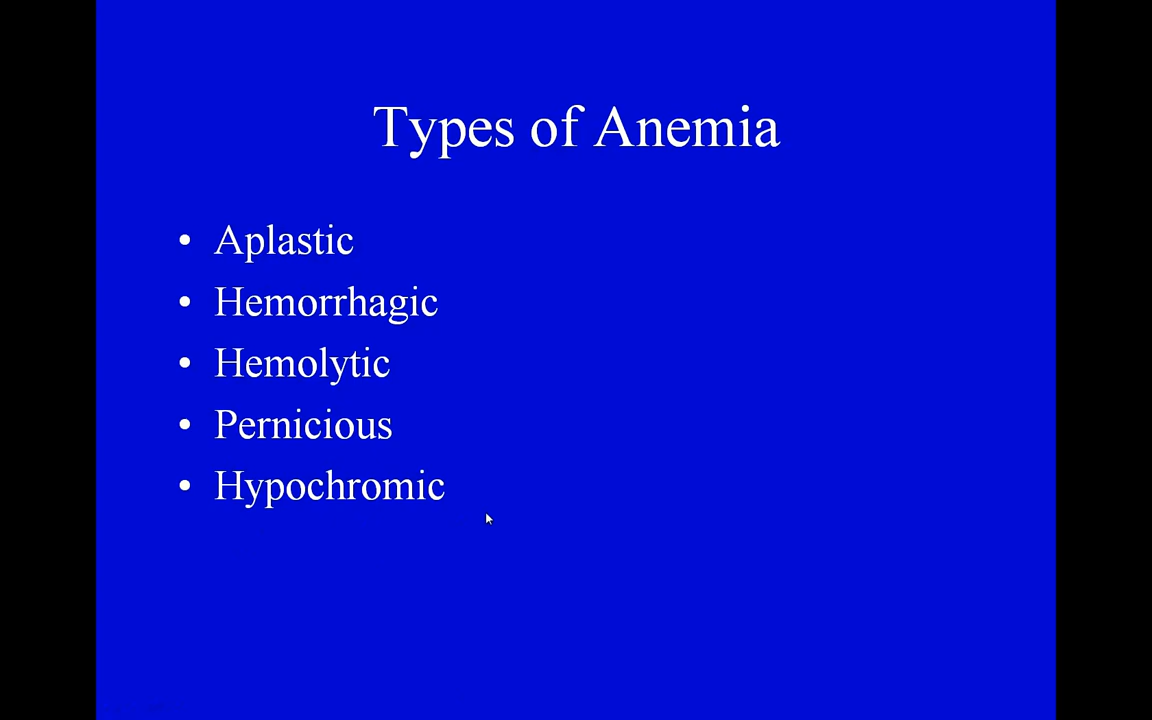 Types of Anemia
• Aplastic
• Hemorrhagic
• Hemolytic
• Pernicious
• Hypochromic